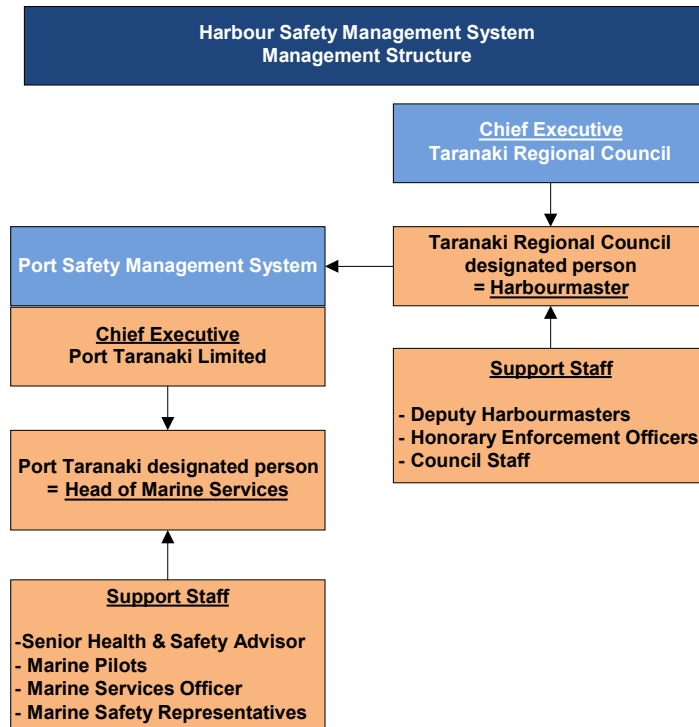 Harbour Safety Management System
Management Structure
Chief Executive
Taranaki Regional Council
Taranaki Regional Council
designated person
= Harbourmaster
Port Safety Management System
Chief Executive
Port Taranaki Limited
Support Staff
- Deputy Harbourmasters
- Honorary Enforcement Officers
- Council Staff
Port Taranaki designated person
= Head of Marine Services
Support Staff
-Senior Health & Safety Advisor
- Marine Pilots
- Marine Services Officer
- Marine Safety Representatives